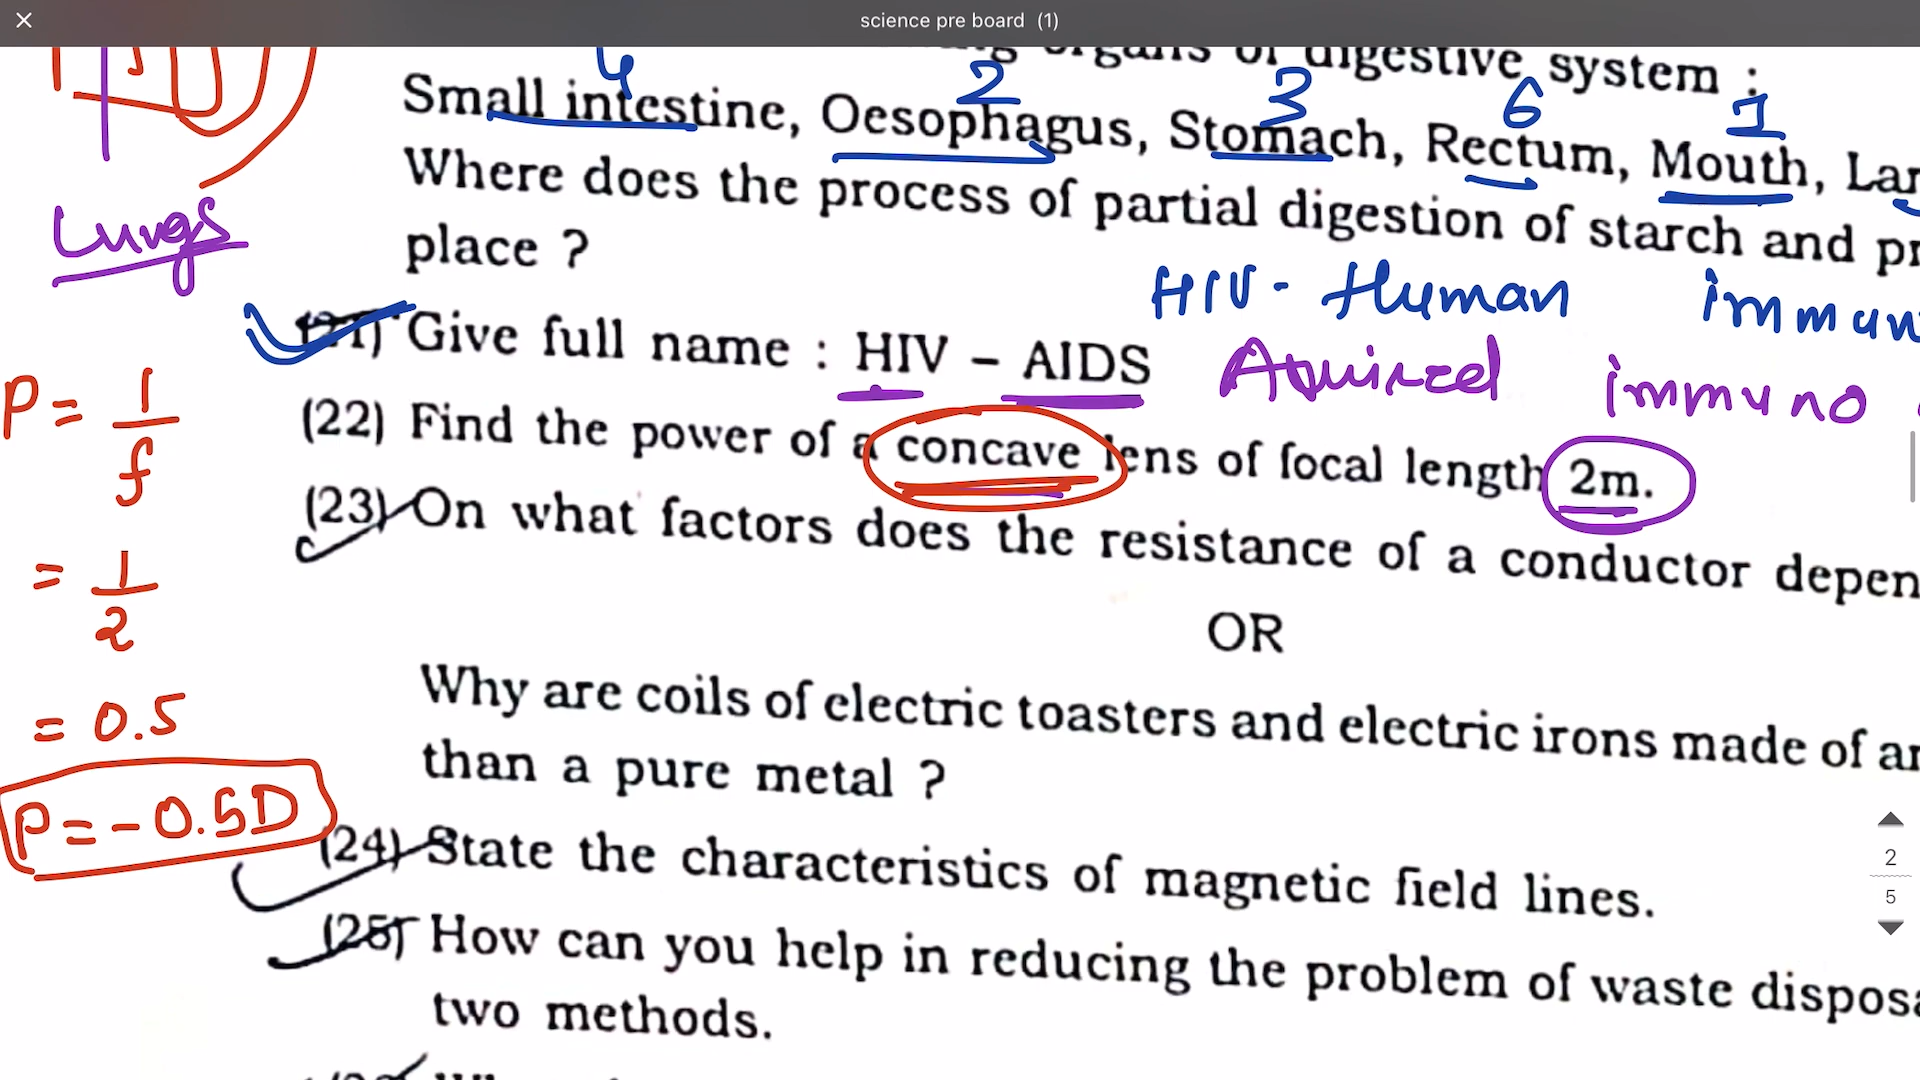 science pre board (1)
organs of digestive system :
4 2 3 6 1
Small intestine, Oesophagus, Stomach, Rectum, Mouth, Lar
Where does the process of partial digestion of starch and pr
place ?
Lungs
HIV - Human immun
(21) Give full name : HIV – AIDS
Aquired immuno
(22) Find the power of a concave lens of focal length 2m.
(23) On what factors does the resistance of a conductor depen
OR
Why are coils of electric toasters and electric irons made of an
than a pure metal ?
(24) State the characteristics of magnetic field lines.
(25) How can you help in reducing the problem of waste disposa
two methods.
P = 1/f
= 1/2
= 0.5
P = - 0.5D
2
5